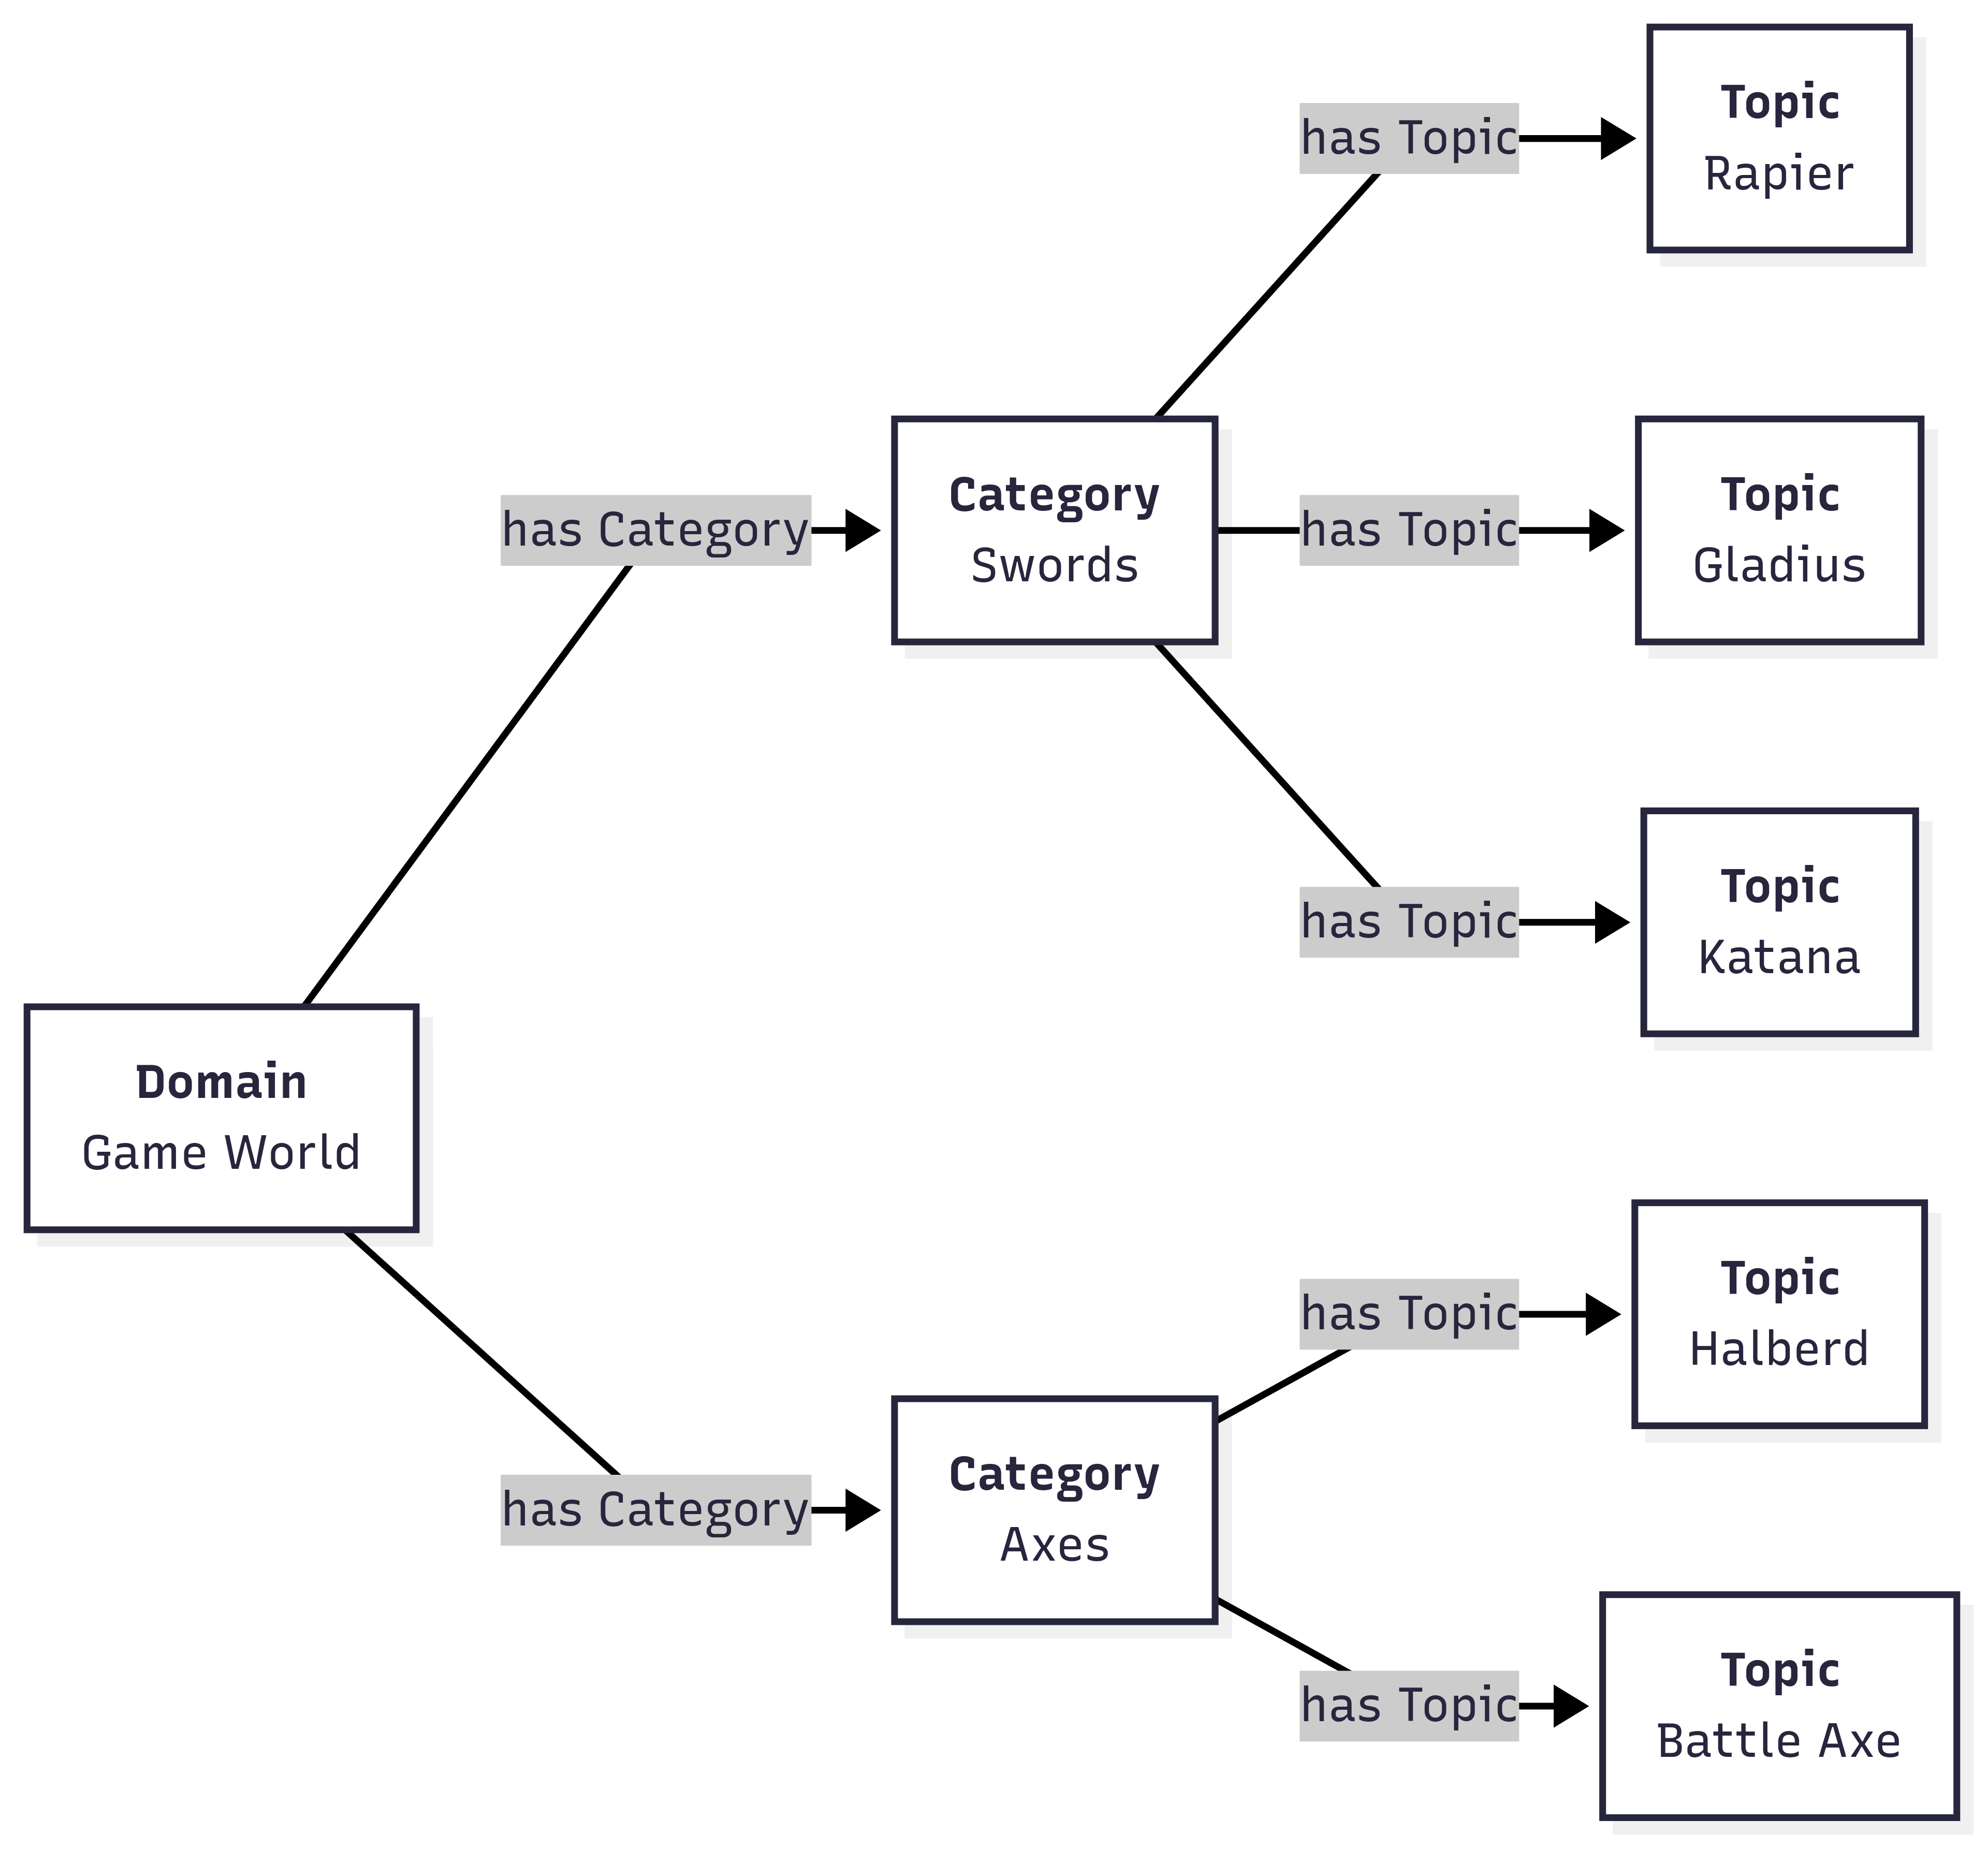 Topic
Rapier
has Topic
Category
Swords
has Category
has Topic
Topic
Gladius
has Topic
Topic
Katana
Domain
Game World
has Topic
Topic
Halberd
has Category
Category
Axes
has Topic
Topic
Battle Axe